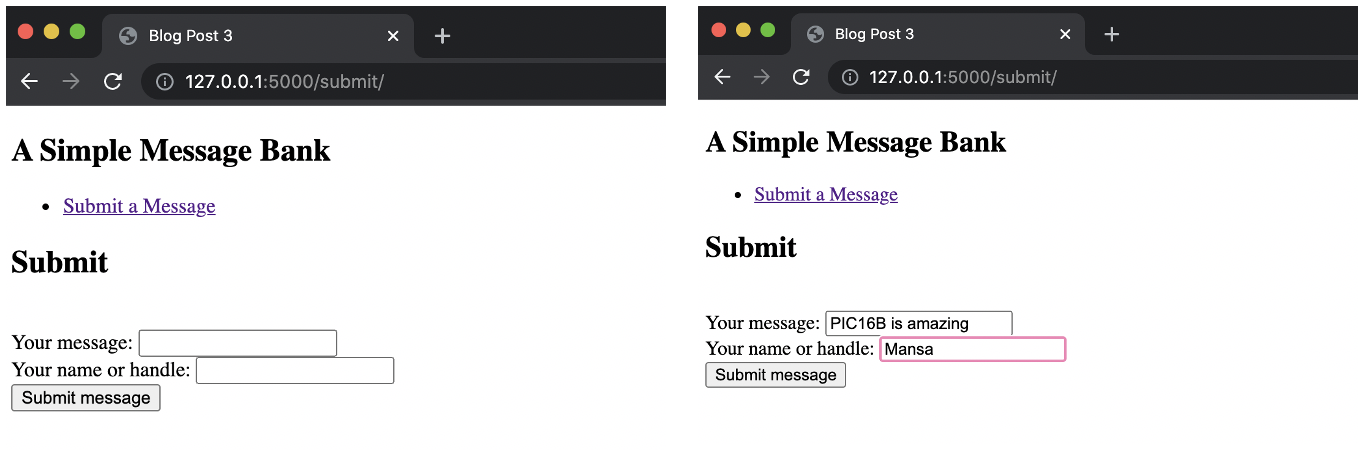 Blog Post 3
127.0.0.1:5000/submit/
A Simple Message Bank
Submit a Message
Submit
Your message:
Your name or handle:
Submit message
Blog Post 3
127.0.0.1:5000/submit/
A Simple Message Bank
Submit a Message
Submit
Your message: PIC16B is amazing
Your name or handle: Mansa
Submit message